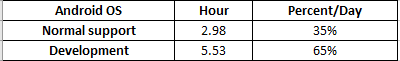 Android OS Hour Percent/Day
Normal support 2.98 35%
Development 5.53 65%